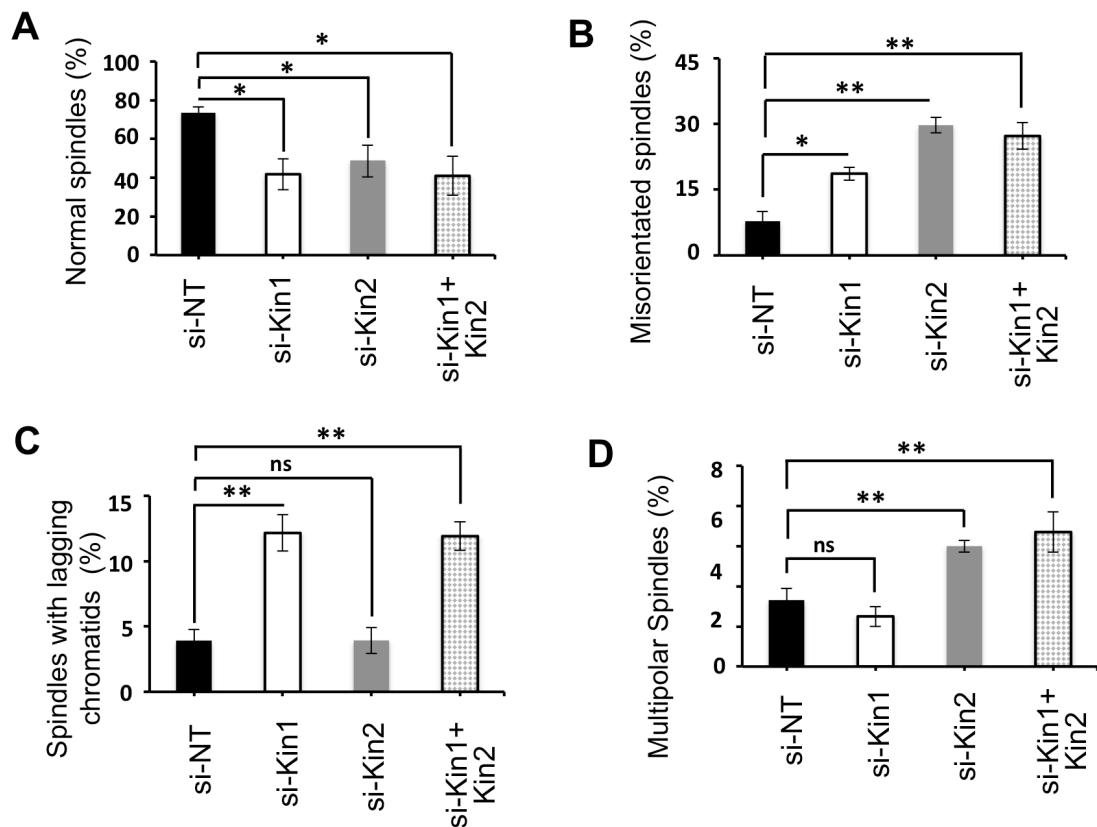 A
Normal spindles (%)
100
80
60
40
20
0
*
*
*
si-NT
si-Kin1
si-Kin2
si-Kin1+
Kin2
B
Misorientated spindles (%)
45
30
15
0
**
**
*
si-NT
si-Kin1
si-Kin2
si-Kin1+
Kin2
C
Spindles with lagging
chromatids (%)
15
10
5
0
**
ns
**
si-NT
si-Kin1
si-Kin2
si-Kin1+
Kin2
D
Multipolar Spindles (%)
8
6
4
2
0
**
**
ns
si-NT
si-Kin1
si-Kin2
si-Kin1+
Kin2